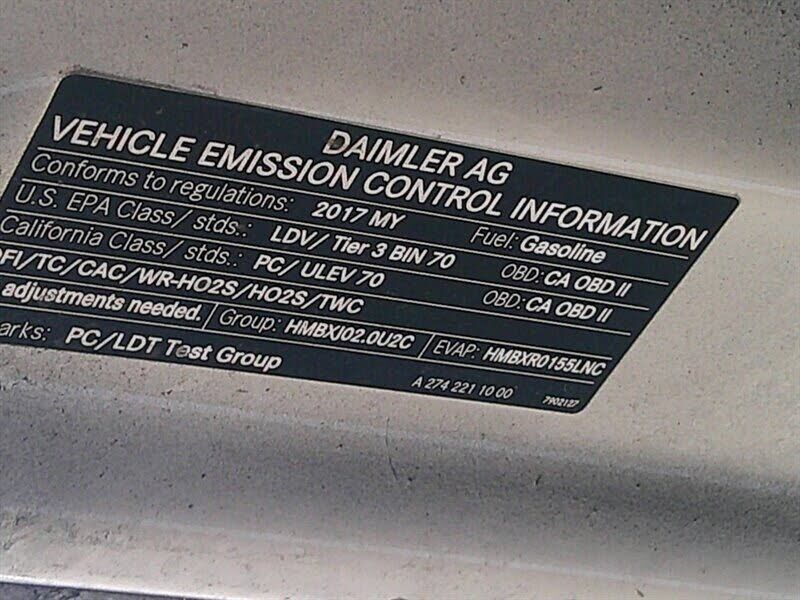 DAIMLER AG
VEHICLE EMISSION CONTROL INFORMATION
Conforms to regulations: 2017 MY Fuel: Gasoline
U.S. EPA Class/ stds.: LDV/ Tier 3 BIN 70 OBD: CA OBD II
California Class/ stds.: PC/ ULEV 70 OBD: CA OBD II
DFI/TC/CAC/WR-HO2S/HO2S/TWC
adjustments needed. Group: HMBXJ02.0U2C EVAP: HMBXR0155LNC
arks: PC/LDT Test Group A 274 221 10 00 7902127